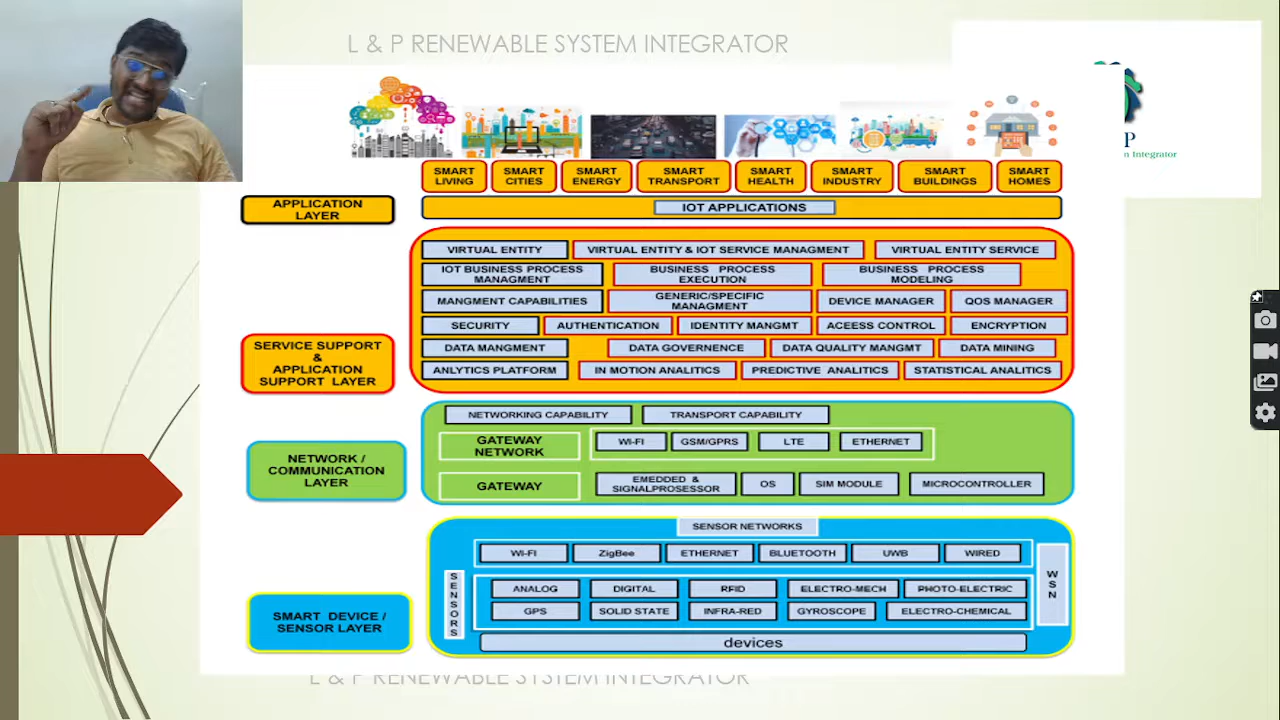 L & P RENEWABLE SYSTEM INTEGRATOR
P
n Integrator
SMART LIVING
SMART CITIES
SMART ENERGY
SMART TRANSPORT
SMART HEALTH
SMART INDUSTRY
SMART BUILDINGS
SMART HOMES
APPLICATION LAYER
IOT APPLICATIONS
VIRTUAL ENTITY
VIRTUAL ENTITY & IOT SERVICE MANAGMENT
VIRTUAL ENTITY SERVICE
IOT BUSINESS PROCESS MANAGMENT
BUSINESS PROCESS EXECUTION
BUSINESS PROCESS MODELING
MANGMENT CAPABILITIES
GENERIC/SPECIFIC MANAGMENT
DEVICE MANAGER
QOS MANAGER
SECURITY
AUTHENTICATION
IDENTITY MANGMT
ACEESS CONTROL
ENCRYPTION
SERVICE SUPPORT & APPLICATION SUPPORT LAYER
DATA MANGMENT
DATA GOVERNENCE
DATA QUALITY MANGMT
DATA MINING
ANLYTICS PLATFORM
IN MOTION ANALITICS
PREDICTIVE ANALITICS
STATISTICAL ANALITICS
NETWORKING CAPABILITY
TRANSPORT CAPABILITY
NETWORK / COMMUNICATION LAYER
GATEWAY NETWORK
WI-FI
GSM/GPRS
LTE
ETHERNET
GATEWAY
EMEDDED & SIGNALPROSESSOR
OS
SIM MODULE
MICROCONTROLLER
SENSOR NETWORKS
WI-FI
ZigBee
ETHERNET
BLUETOOTH
UWB
WIRED
SENSORS
WSN
ANALOG
DIGITAL
RFID
ELECTRO-MECH
PHOTO-ELECTRIC
SMART DEVICE / SENSOR LAYER
GPS
SOLID STATE
INFRA-RED
GYROSCOPE
ELECTRO-CHEMICAL
devices
L & P RENEWABLE SYSTEM INTEGRATOR